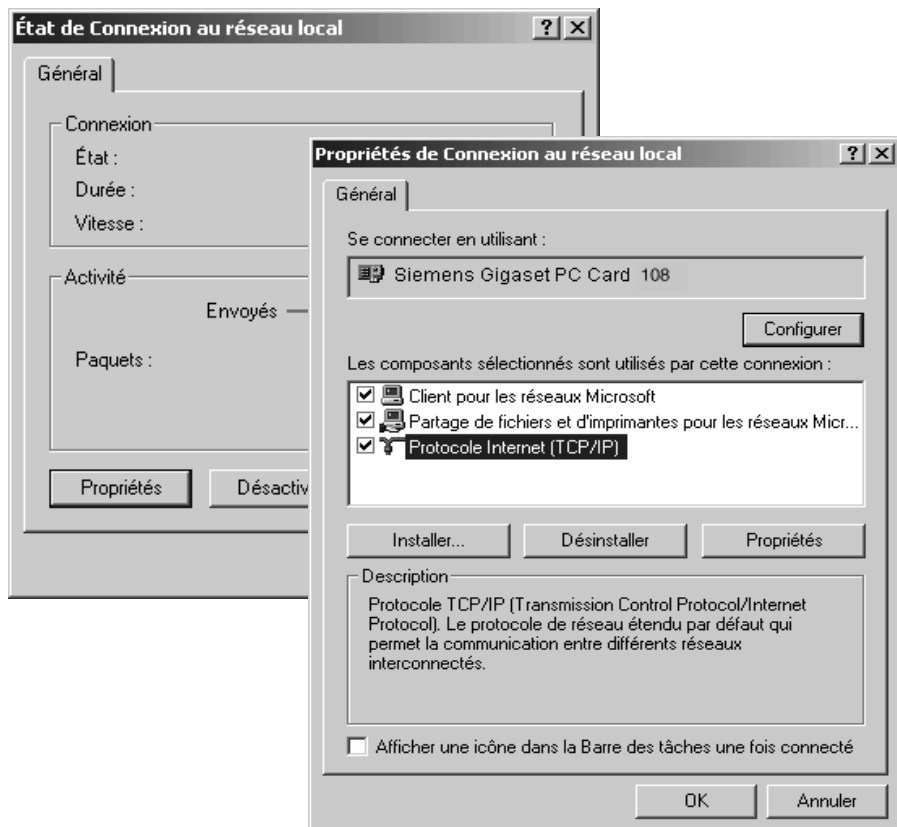 État de Connexion au réseau local
Général
Connexion
État :
Durée :
Vitesse :
Activité
Envoyés
Paquets :
Propriétés
Désactiv
Propriétés de Connexion au réseau local
Général
Se connecter en utilisant :
Siemens Gigaset PC Card 108
Configurer
Les composants sélectionnés sont utilisés par cette connexion :
Client pour les réseaux Microsoft
Partage de fichiers et d'imprimantes pour les réseaux Micr...
Protocole Internet (TCP/IP)
Installer...
Désinstaller
Propriétés
Description
Protocole TCP/IP (Transmission Control Protocol/Internet
Protocol). Le protocole de réseau étendu par défaut qui
permet la communication entre différents réseaux
interconnectés.
Afficher une icône dans la Barre des tâches une fois connecté
OK
Annuler